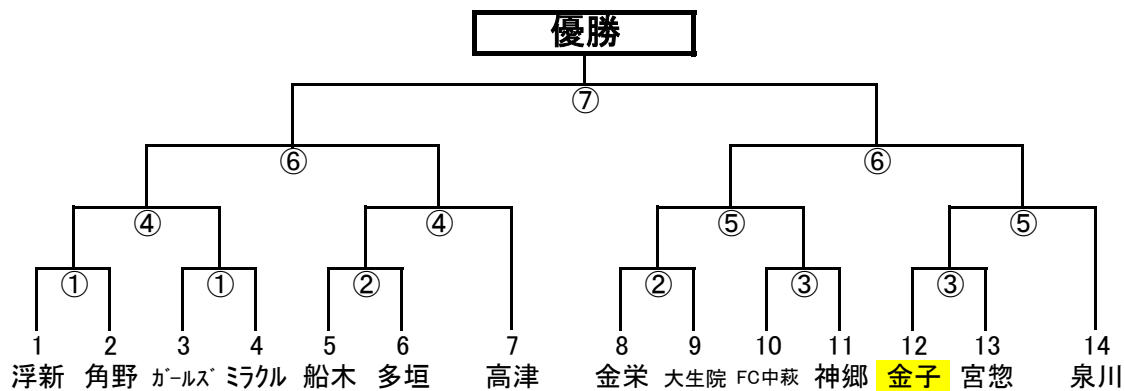 優勝
⑦
⑥ ⑥
④ ④ ⑤ ⑤
① ① ② ② ③ ③
1 2 3 4 5 6 7 8 9 10 11 12 13 14
浮新 角野 ガールズ ミラクル 船木 多垣 高津 金栄 大生院 FC中萩 神郷 金子 宮惣 泉川